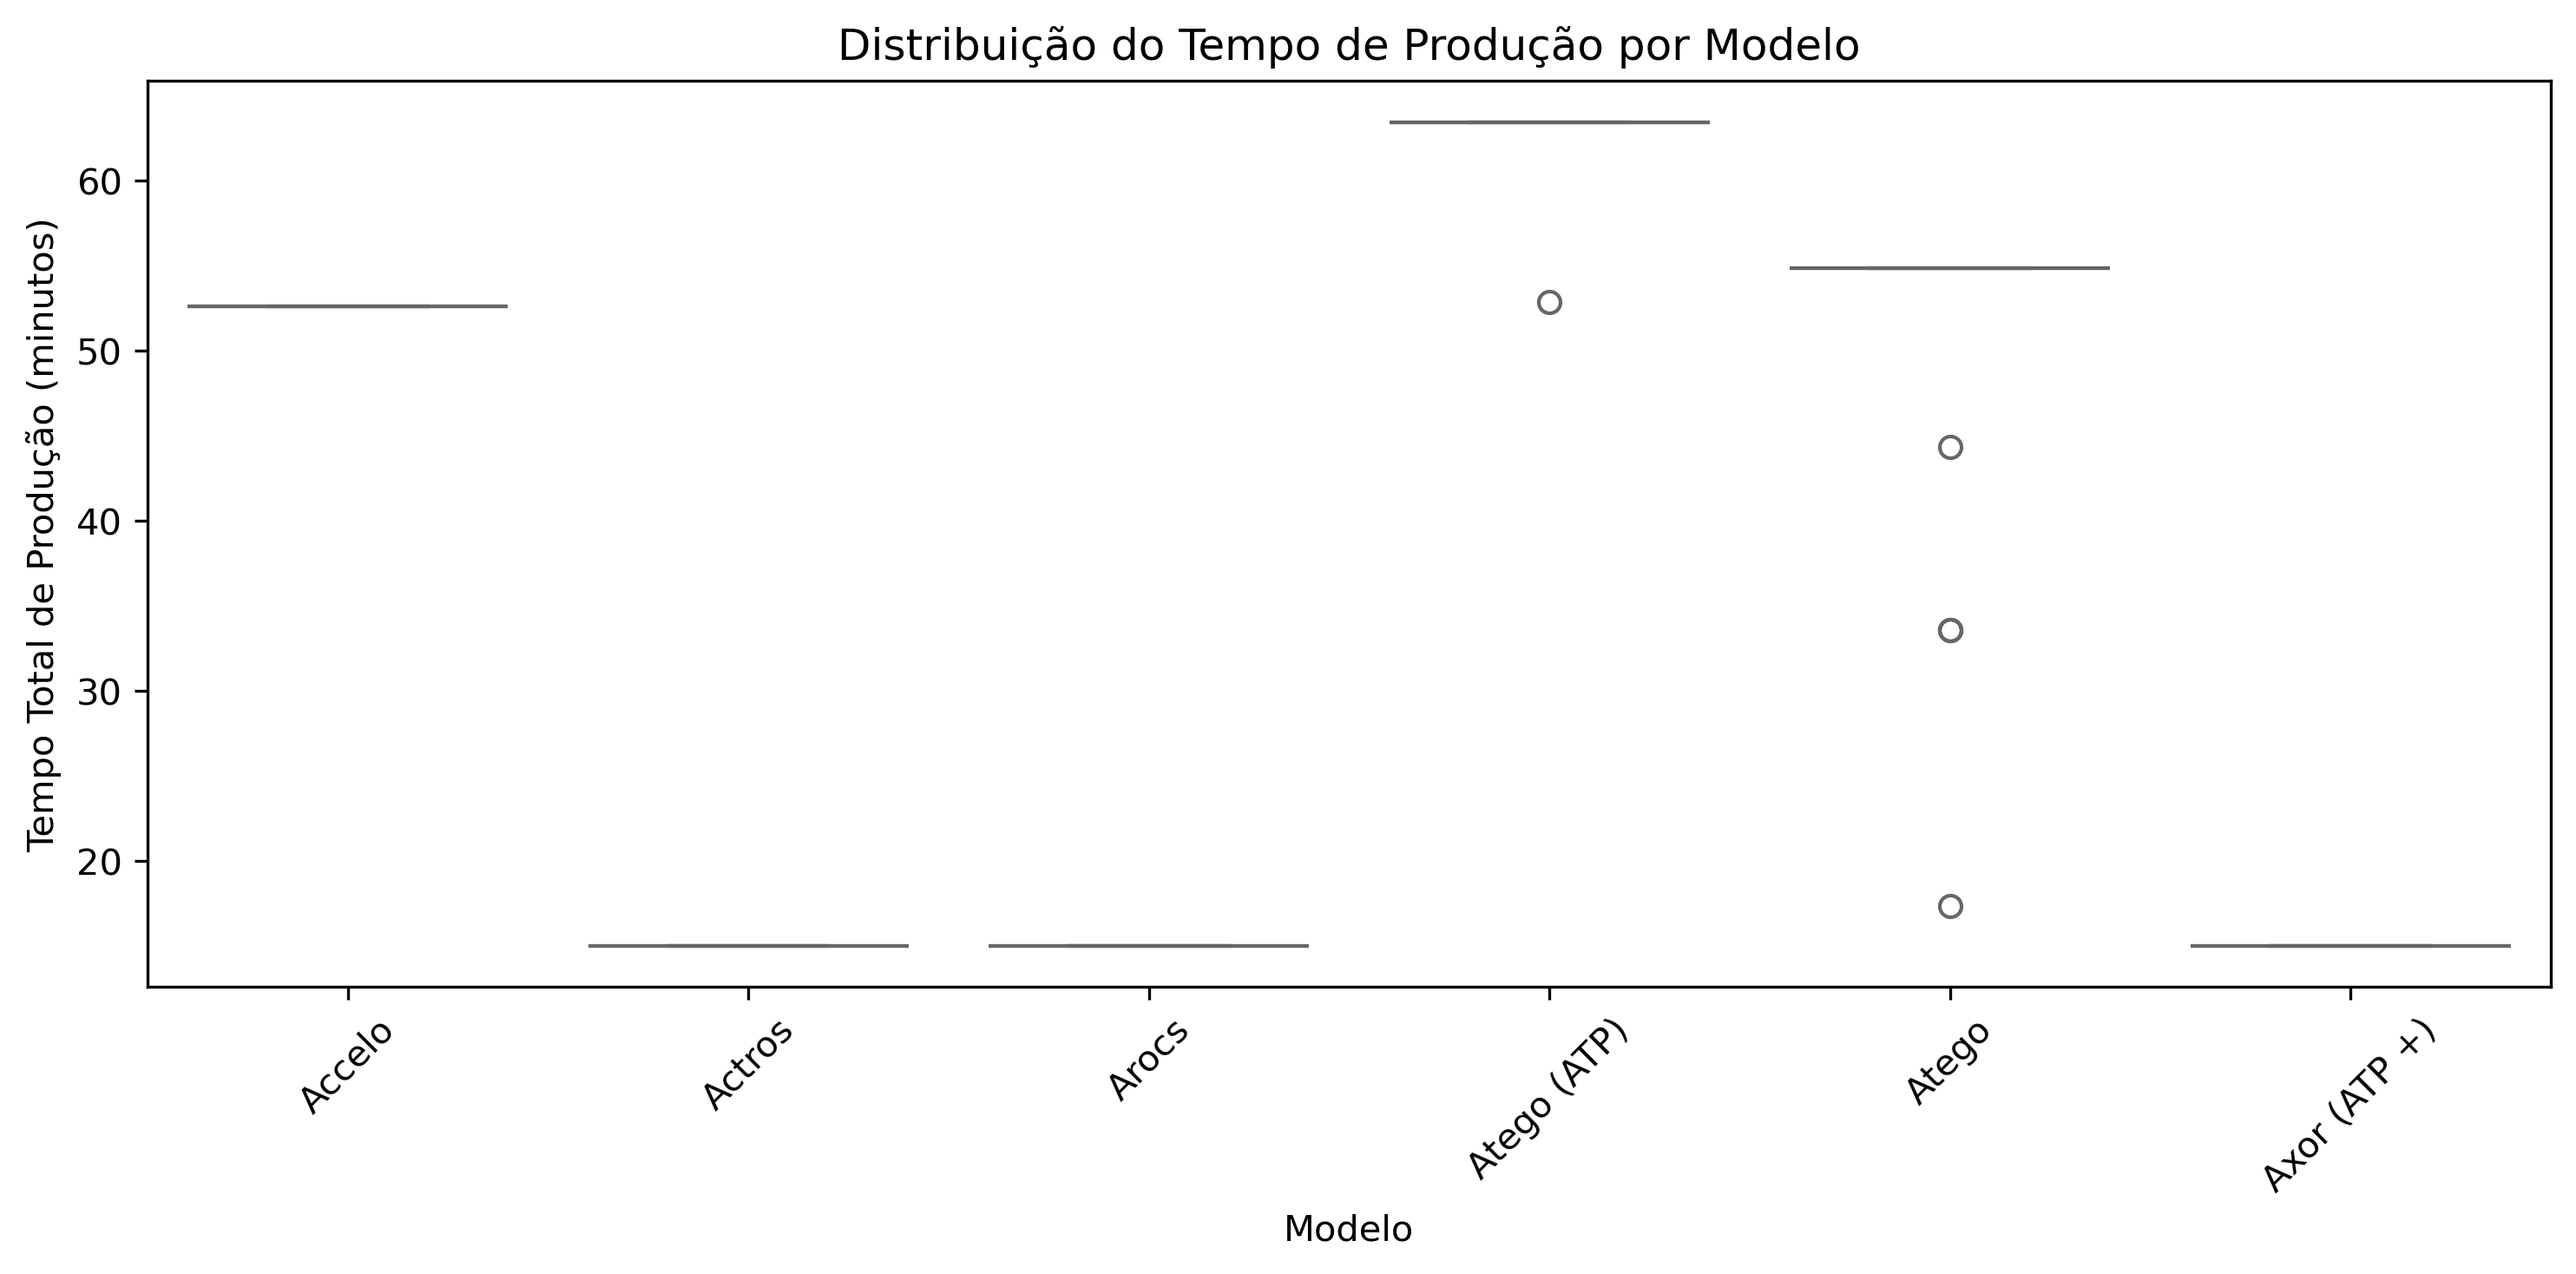 Distribuição do Tempo de Produção por Modelo
Tempo Total de Produção (minutos)
60
50
40
30
20
Accelo
Actros
Arocs
Atego (ATP)
Atego
Axor (ATP +)
Modelo